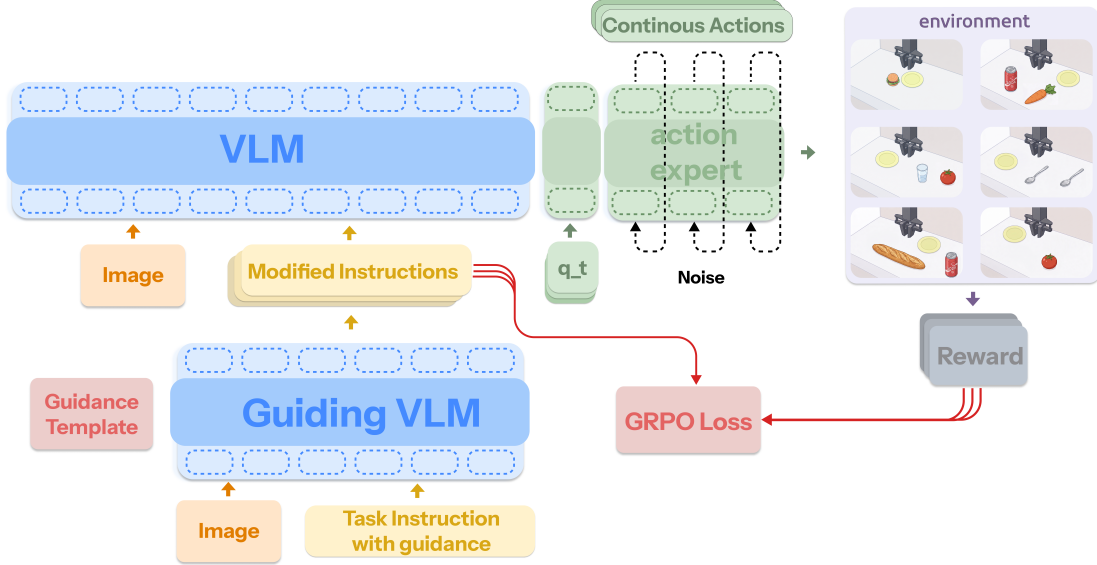 Continous Actions
environment
VLM
action
expert
Image
Modified Instructions
q_t
Noise
Reward
Guidance
Template
Guiding VLM
GRPO Loss
Image
Task Instruction
with guidance